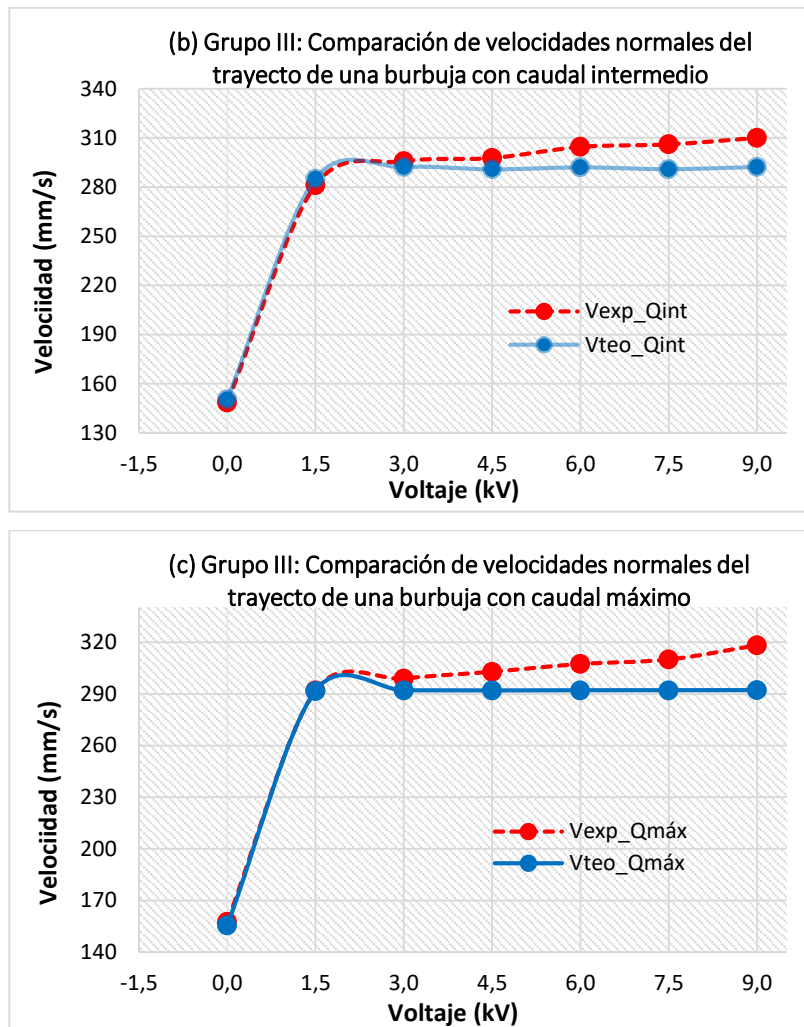 (b) Grupo III: Comparación de velocidades normales del
trayecto de una burbuja con caudal intermedio
340
310
280
250
220
190
160
130
Velociidad (mm/s)
Vexp_Qint
Vteo_Qint
-1,5 0,0 1,5 3,0 4,5 6,0 7,5 9,0
Voltaje (kV)
(c) Grupo III: Comparación de velocidades normales del
trayecto de una burbuja con caudal máximo
320
290
260
230
200
170
140
Velociidad (mm/s)
Vexp_Qmáx
Vteo_Qmáx
-1,5 0,0 1,5 3,0 4,5 6,0 7,5 9,0
Voltaje (kV)